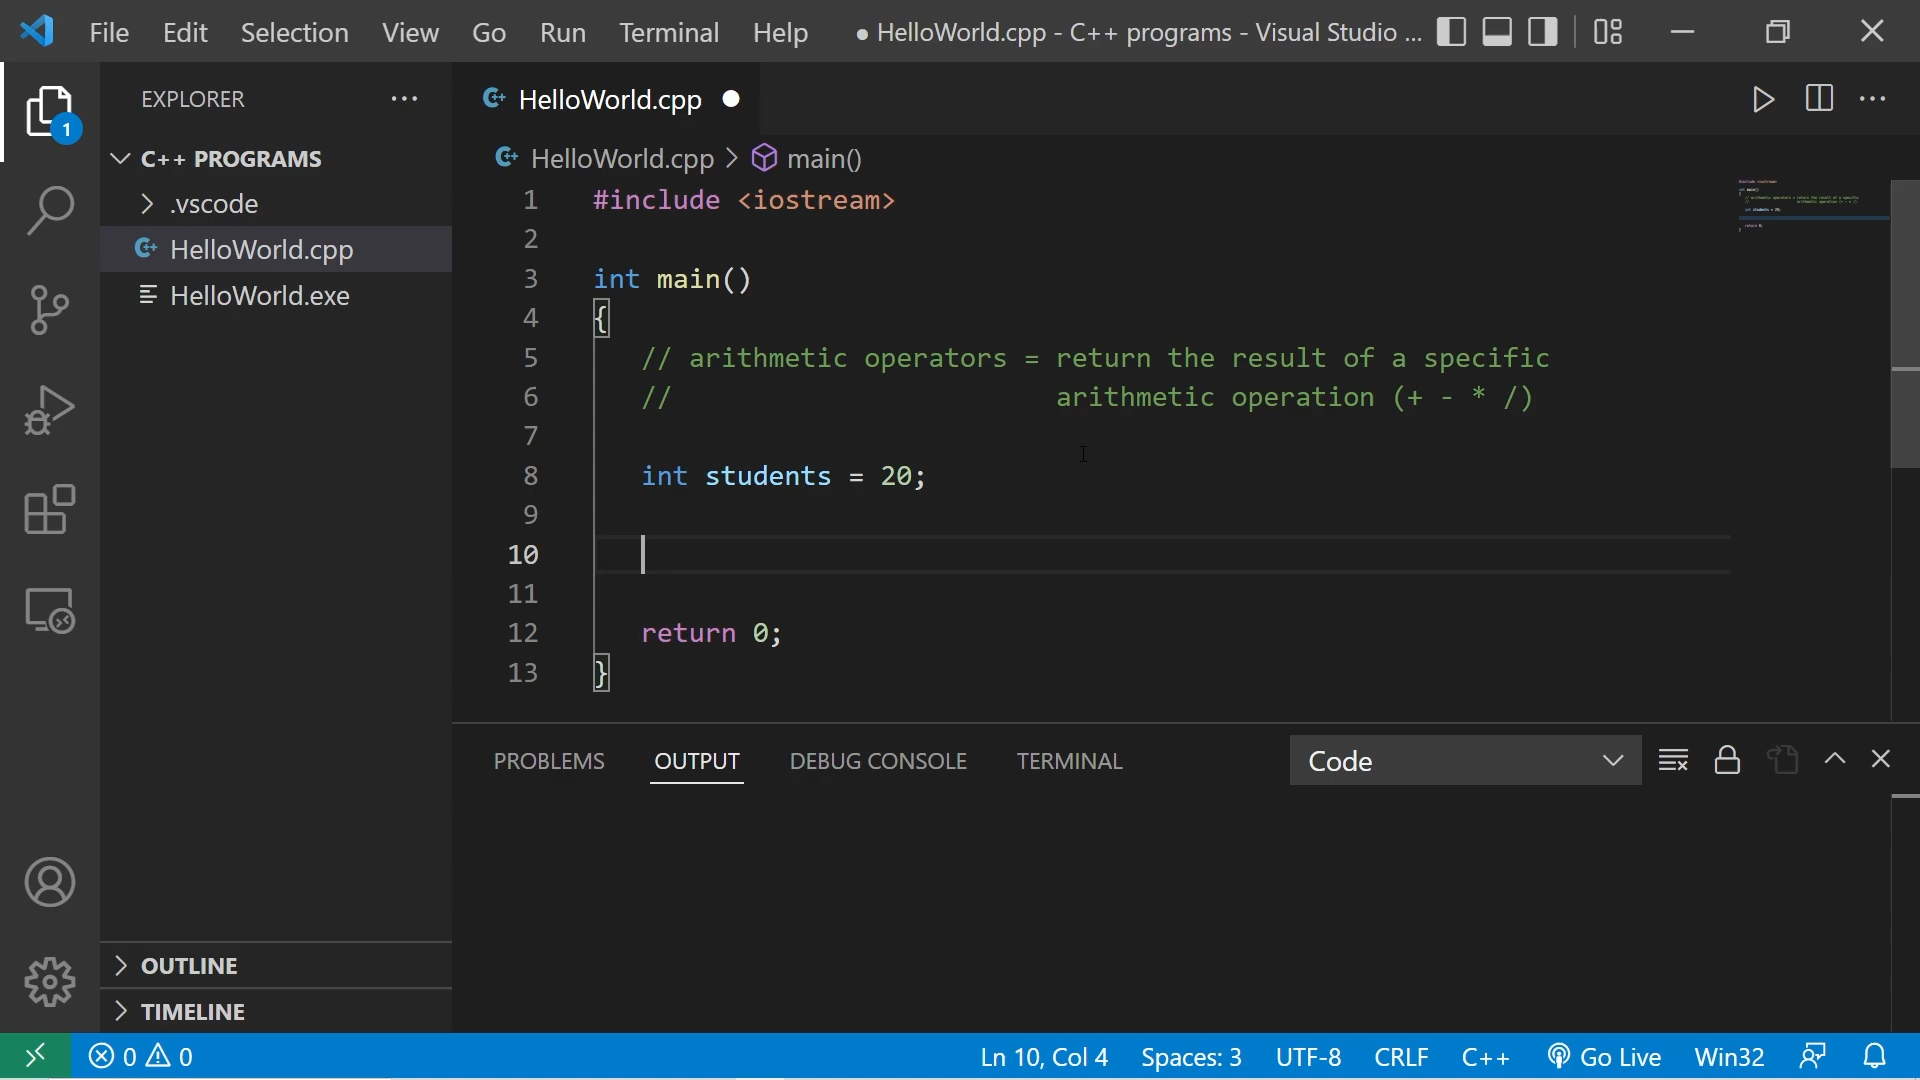 File Edit Selection View Go Run Terminal Help ● HelloWorld.cpp - C++ programs - Visual Studio ...
EXPLORER
1
C++ PROGRAMS
.vscode
HelloWorld.cpp
HelloWorld.exe
OUTLINE
TIMELINE
HelloWorld.cpp
HelloWorld.cpp > main()
1 #include <iostream>
2
3 int main()
4 {
5 // arithmetic operators = return the result of a specific
6 // arithmetic operation (+ - * /)
7
8 int students = 20;
9
10
11
12 return 0;
13 }
PROBLEMS OUTPUT DEBUG CONSOLE TERMINAL Code
0 0 Ln 10, Col 4 Spaces: 3 UTF-8 CRLF C++ Go Live Win32